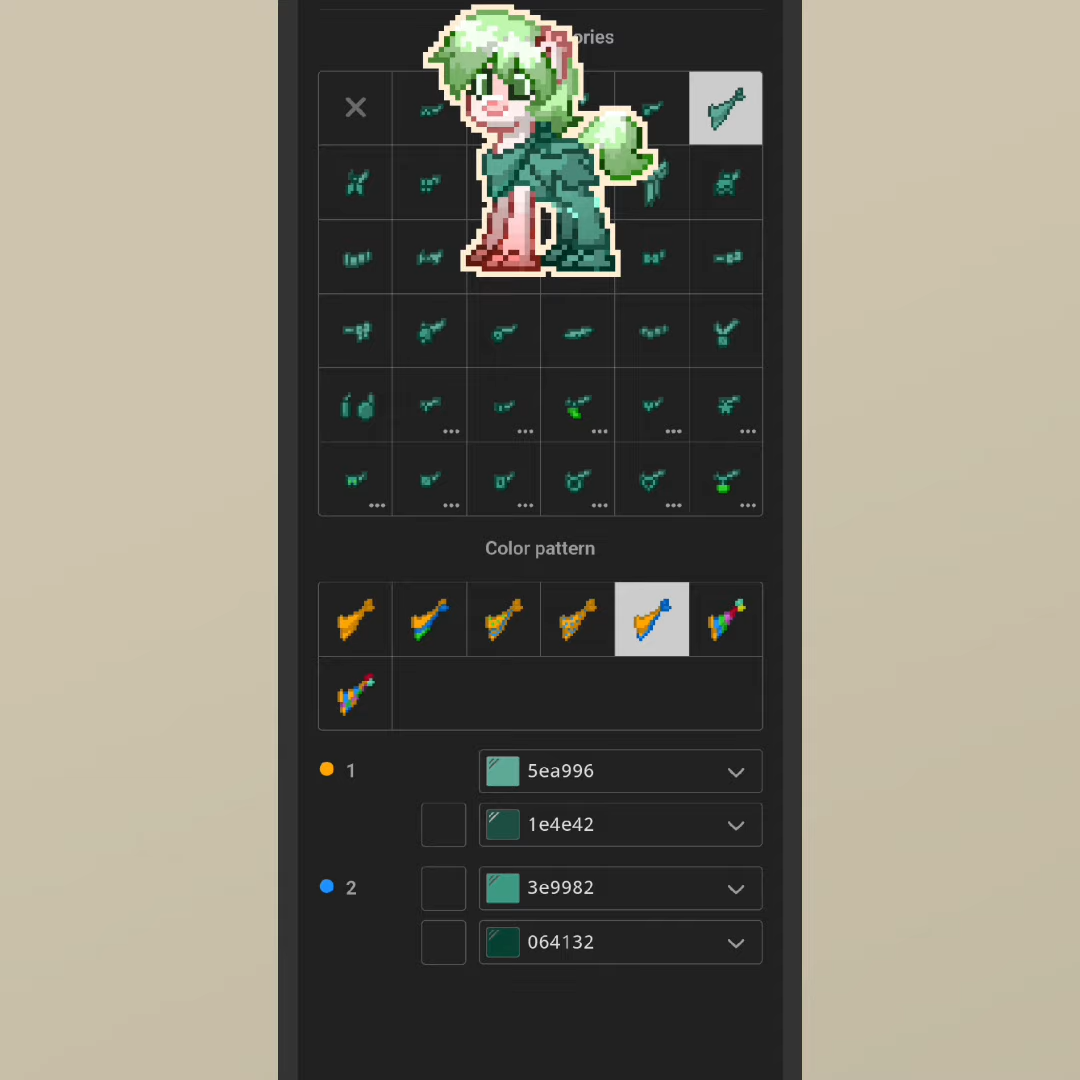 ories
Color pattern
1
5ea996
1e4e42
2
3e9982
064132